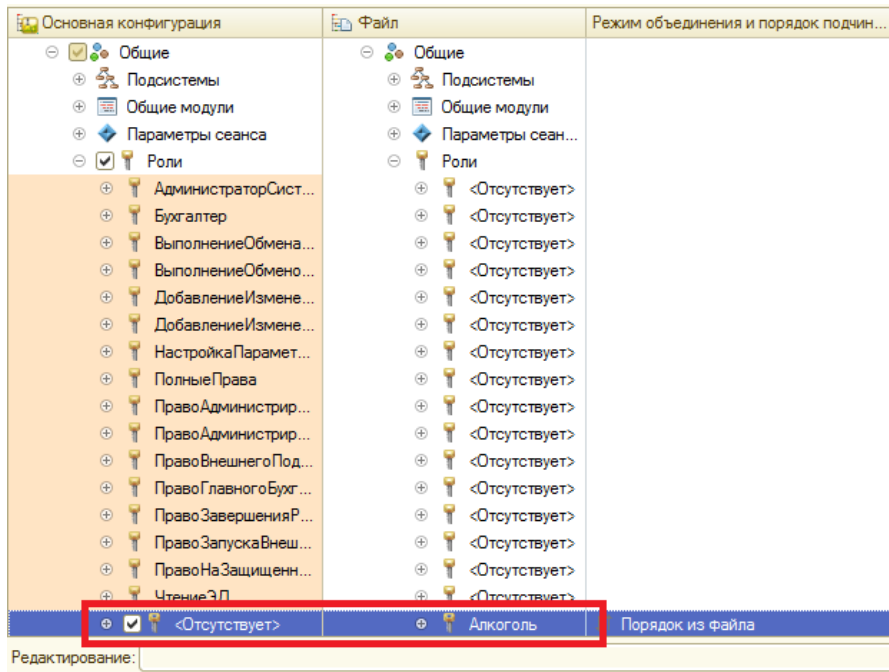 Основная конфигурация Файл Режим объединения и порядок подчин...
Общие Общие
Подсистемы Подсистемы
Общие модули Общие модули
Параметры сеанса Параметры сеан...
Роли Роли
АдминистраторСист... <Отсутствует>
Бухгалтер <Отсутствует>
ВыполнениеОбмена... <Отсутствует>
ВыполнениеОбмено... <Отсутствует>
ДобавлениеИзмене... <Отсутствует>
ДобавлениеИзмене... <Отсутствует>
НастройкаПарамет... <Отсутствует>
ПолныеПрава <Отсутствует>
ПравоАдминистрир... <Отсутствует>
ПравоАдминистрир... <Отсутствует>
ПравоВнешнегоПод... <Отсутствует>
ПравоГлавногоБухг... <Отсутствует>
ПравоЗавершенияР... <Отсутствует>
ПравоЗапускаВнеш... <Отсутствует>
ПравоНаЗащищенн... <Отсутствует>
ЧтениеЭД <Отсутствует>
<Отсутствует> Алкоголь Порядок из файла
Редактирование: